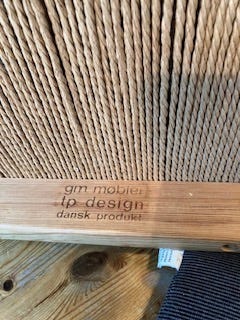 gm møbler
tp design
dansk produkt